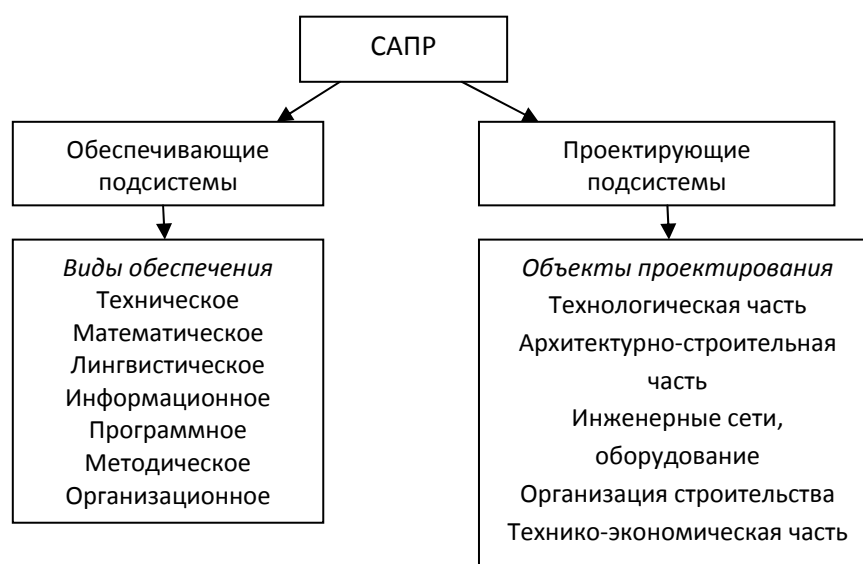 САПР
Обеспечивающие
подсистемы
Проектирующие
подсистемы
Виды обеспечения
Техническое
Математическое
Лингвистическое
Информационное
Программное
Методическое
Организационное
Объекты проектирования
Технологическая часть
Архитектурно-строительная
часть
Инженерные сети,
оборудование
Организация строительства
Технико-экономическая часть